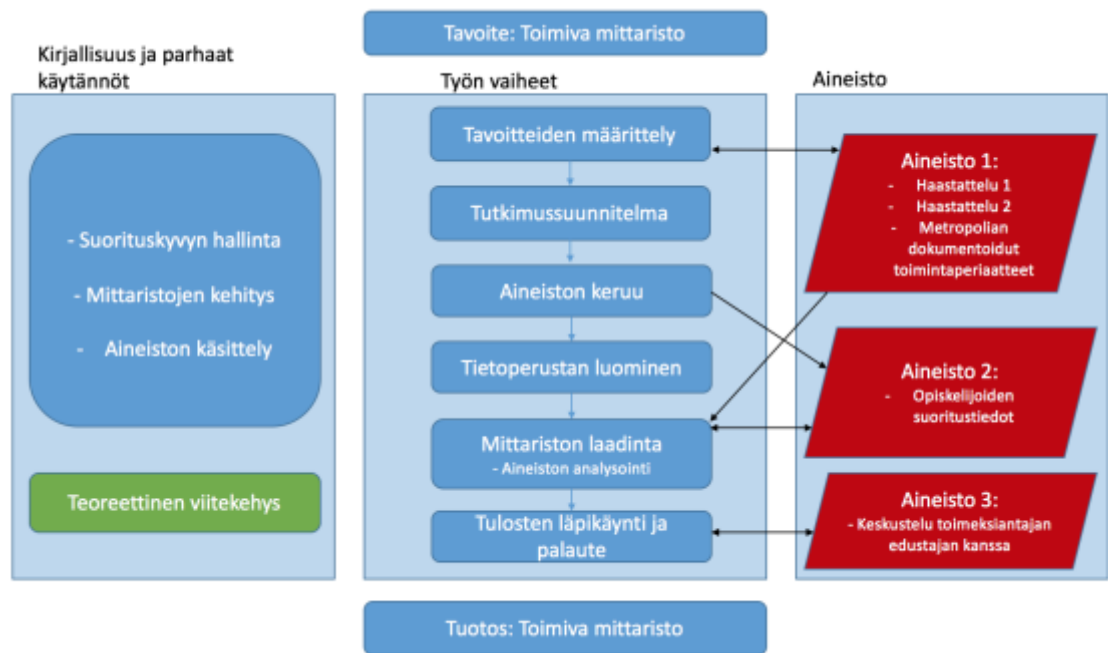 Tavoite: Toimiva mittaristo
Kirjallisuus ja parhaat
käytännöt
- Suorituskyvyn hallinta
- Mittaristojen kehitys
- Aineiston käsittely
Teoreettinen viitekehys
Työn vaiheet
Tavoitteiden määrittely
Tutkimussuunnitelma
Aineiston keruu
Tietoperustan luominen
Mittariston laadinta
- Aineiston analysointi
Tulosten läpikäynti ja
palaute
Aineisto
Aineisto 1:
- Haastattelu 1
- Haastattelu 2
- Metropolian
dokumentoidut
toimintaperiaatteet
Aineisto 2:
- Opiskelijoiden
suoritustiedot
Aineisto 3:
- Keskustelu toimeksiantajan
edustajan kanssa
Tuotos: Toimiva mittaristo